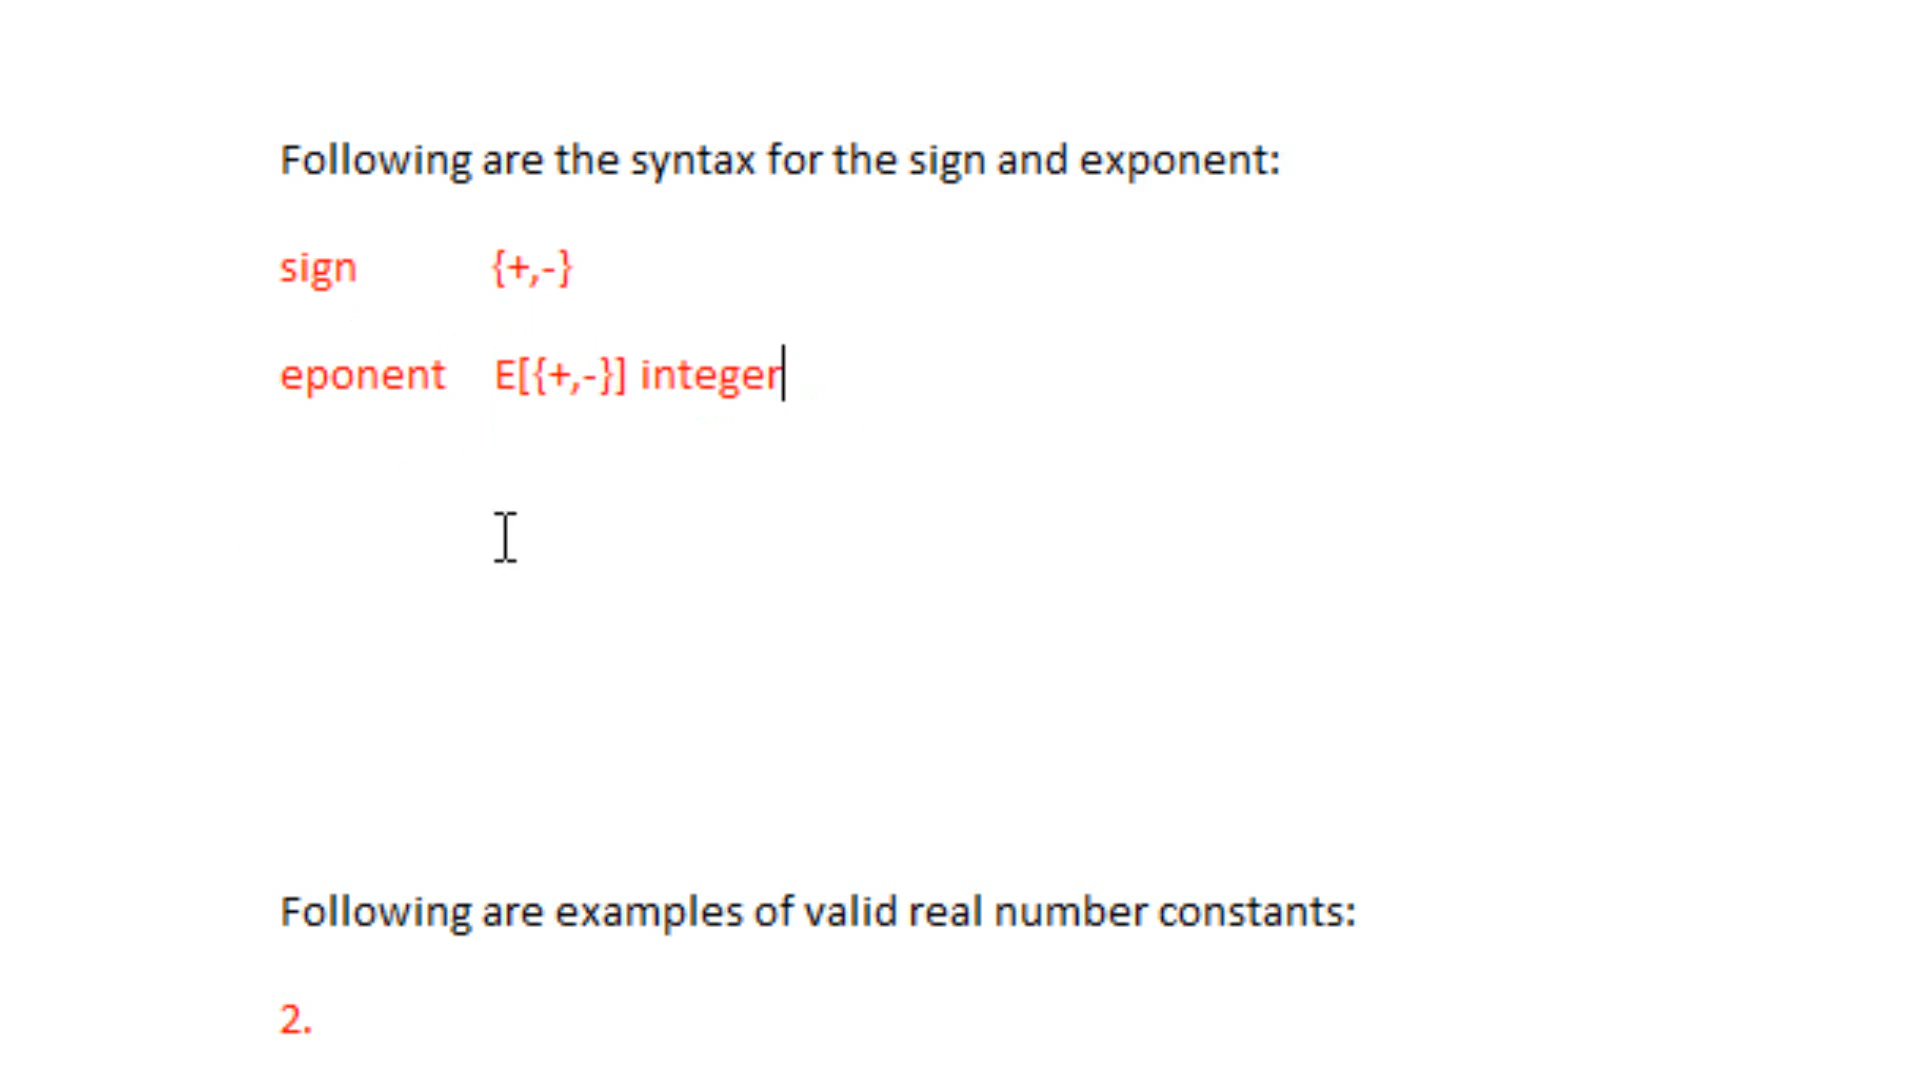 Following are the syntax for the sign and exponent:
sign {+,-}
eponent E[{+,-}] integer
Following are examples of valid real number constants:
2.